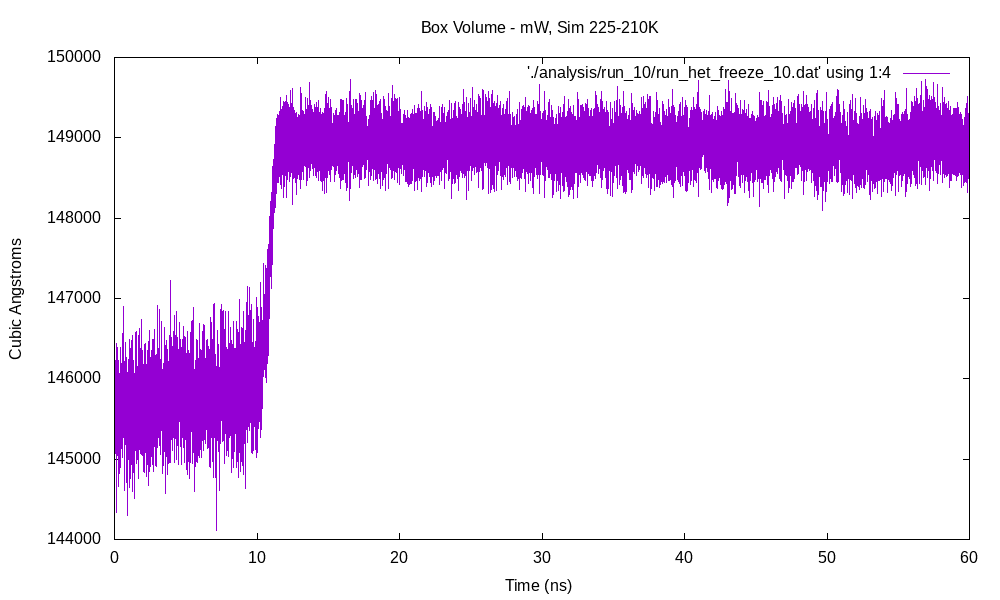 Box Volume - mW, Sim 225-210K
'./analysis/run_10/run_het_freeze_10.dat' using 1:4
150000
149000
148000
147000
146000
145000
144000
Cubic Angstroms
0 10 20 30 40 50 60
Time (ns)